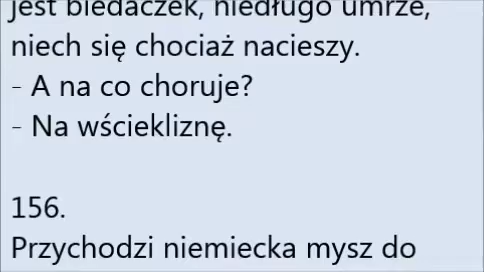 jest biedaczek, niedługo umrze,
niech się chociaż nacieszy.
- A na co choruje?
- Na wściekliznę.
156.
Przychodzi niemiecka mysz do